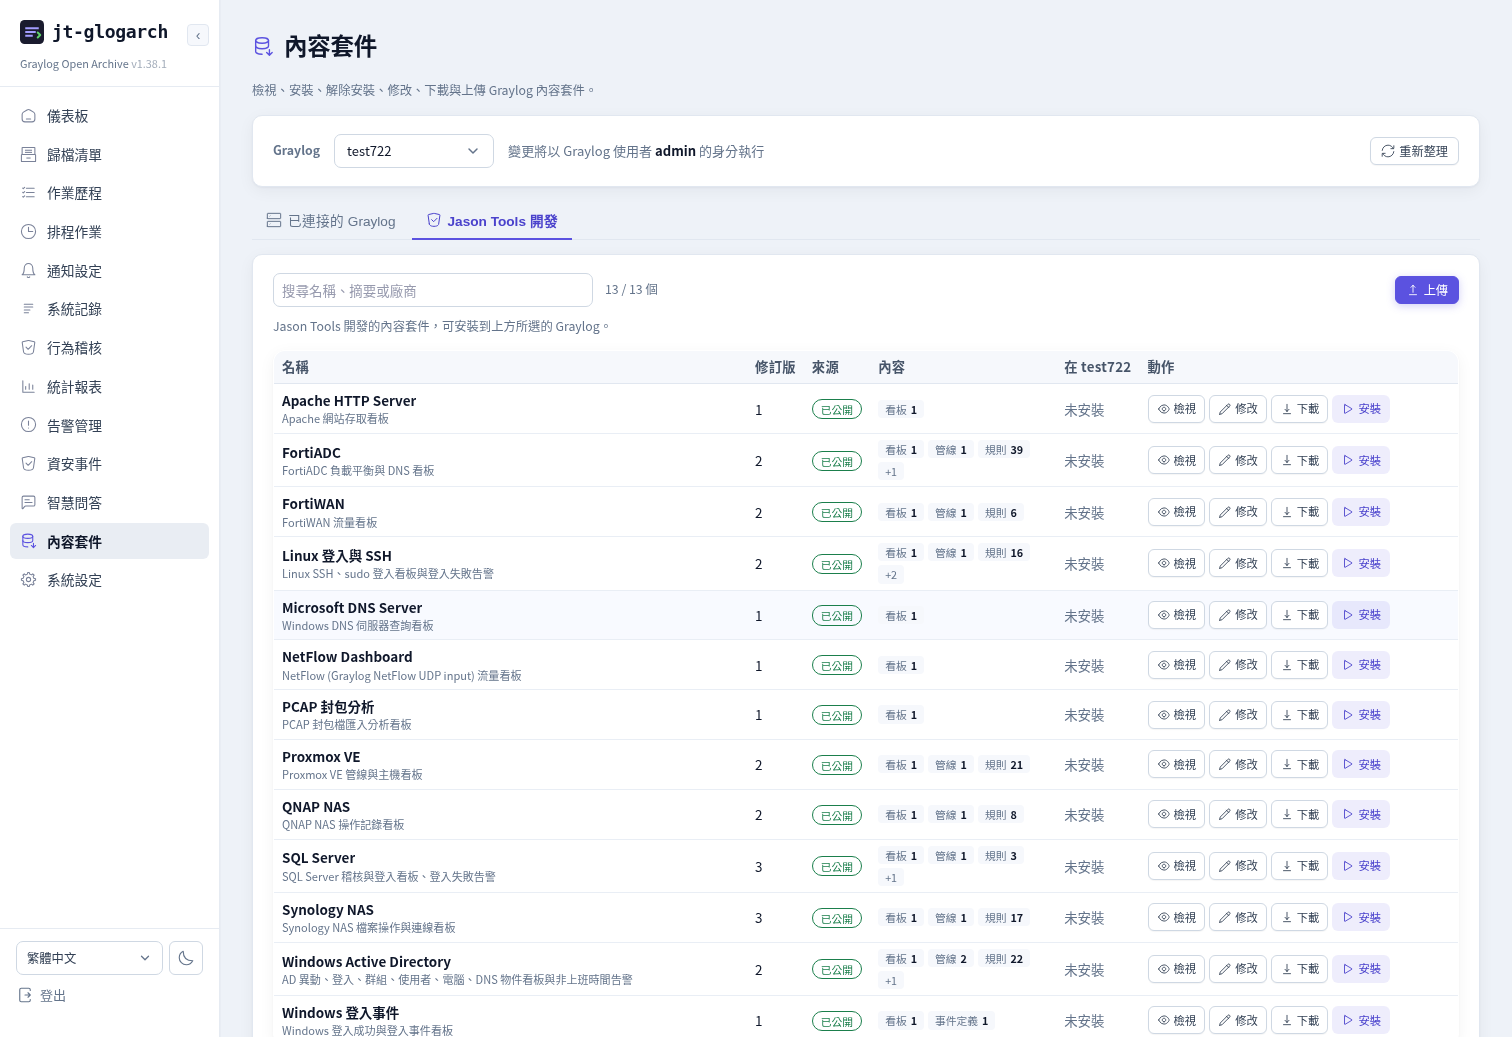 jt-glogarch
Graylog Open Archive v1.38.1
儀表板
歸檔清單
作業歷程
排程作業
通知設定
系統記錄
行為稽核
統計報表
告警管理
資安事件
智慧問答
內容套件
系統設定
繁體中文
登出
內容套件
檢視、安裝、解除安裝、修改、下載與上傳 Graylog 內容套件。
Graylog test722 變更將以 Graylog 使用者 admin 的身分執行 重新整理
已連接的 Graylog Jason Tools 開發
搜尋名稱、摘要或廠商 13 / 13 個 上傳
Jason Tools 開發的內容套件，可安裝到上方所選的 Graylog。
名稱 修訂版 來源 內容 在 test722 動作
Apache HTTP Server
Apache 網站存取看板
1 已公開 看板 1 未安裝 檢視 修改 下載 安裝
FortiADC
FortiADC 負載平衡與 DNS 看板
2 已公開 看板 1 管線 1 規則 39 +1 未安裝 檢視 修改 下載 安裝
FortiWAN
FortiWAN 流量看板
2 已公開 看板 1 管線 1 規則 6 未安裝 檢視 修改 下載 安裝
Linux 登入與 SSH
Linux SSH、sudo 登入看板與登入失敗告警
2 已公開 看板 1 管線 1 規則 16 +2 未安裝 檢視 修改 下載 安裝
Microsoft DNS Server
Windows DNS 伺服器查詢看板
1 已公開 看板 1 未安裝 檢視 修改 下載 安裝
NetFlow Dashboard
NetFlow (Graylog NetFlow UDP input) 流量看板
1 已公開 看板 1 未安裝 檢視 修改 下載 安裝
PCAP 封包分析
PCAP 封包檔匯入分析看板
1 已公開 看板 1 未安裝 檢視 修改 下載 安裝
Proxmox VE
Proxmox VE 管線與主機看板
2 已公開 看板 1 管線 1 規則 21 未安裝 檢視 修改 下載 安裝
QNAP NAS
QNAP NAS 操作記錄看板
2 已公開 看板 1 管線 1 規則 8 未安裝 檢視 修改 下載 安裝
SQL Server
SQL Server 稽核與登入看板、登入失敗告警
3 已公開 看板 1 管線 1 規則 3 +1 未安裝 檢視 修改 下載 安裝
Synology NAS
Synology NAS 檔案操作與連線看板
3 已公開 看板 1 管線 1 規則 17 未安裝 檢視 修改 下載 安裝
Windows Active Directory
AD 異動、登入、群組、使用者、電腦、DNS 物件看板與非上班時間告警
2 已公開 看板 1 管線 2 規則 22 +1 未安裝 檢視 修改 下載 安裝
Windows 登入事件
Windows 登入成功與登入事件看板
1 已公開 看板 1 事件定義 1 未安裝 檢視 修改 下載 安裝